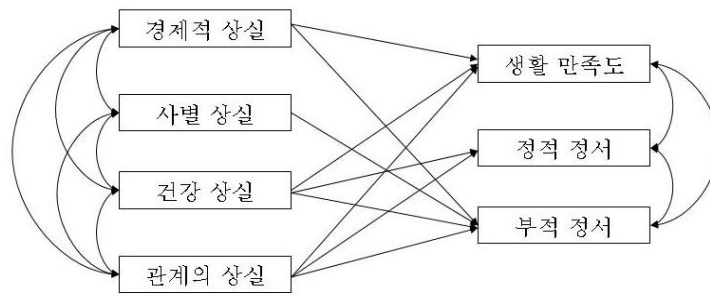 경제적 상실
사별 상실
건강 상실
관계의 상실
생활 만족도
정적 정서
부적 정서